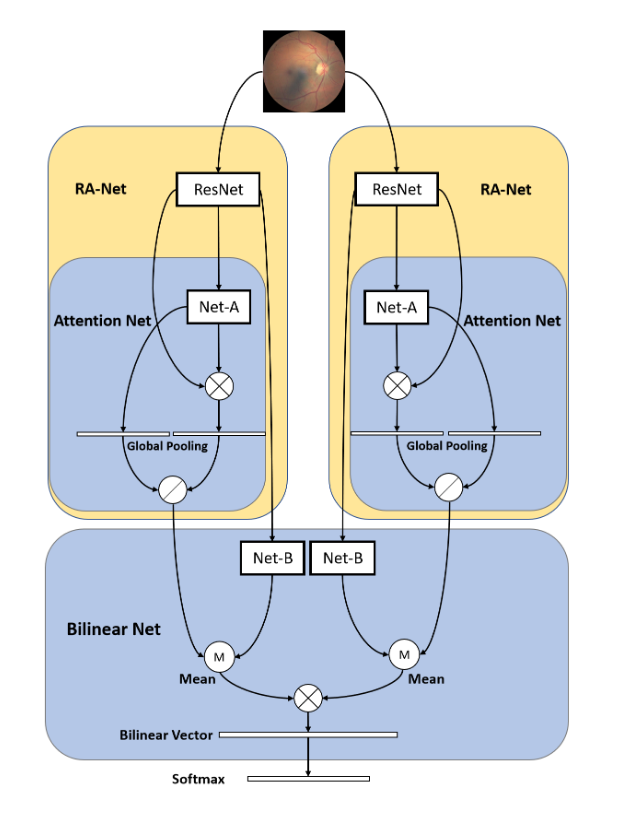 RA-Net
ResNet
ResNet
RA-Net
Attention Net
Net-A
Net-A
Attention Net
Global Pooling
Global Pooling
Net-B
Net-B
Bilinear Net
M
M
Mean
Mean
Bilinear Vector
Softmax